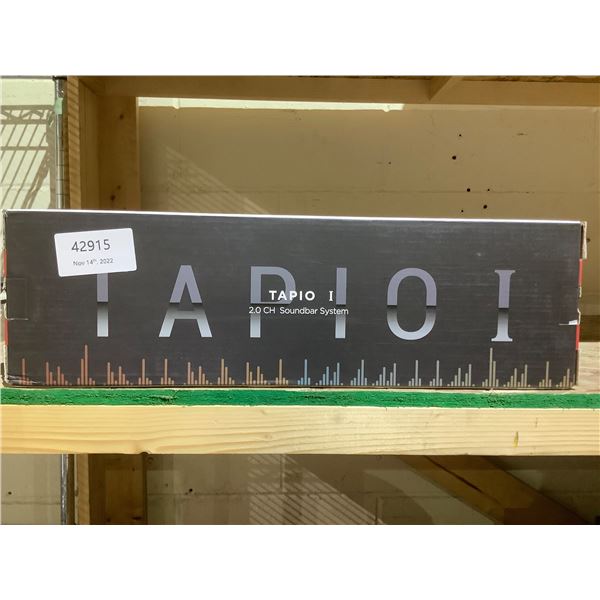 42915
Nov 14th, 2022
TAPIO I
TAPIO I
2.0 CH Soundbar System